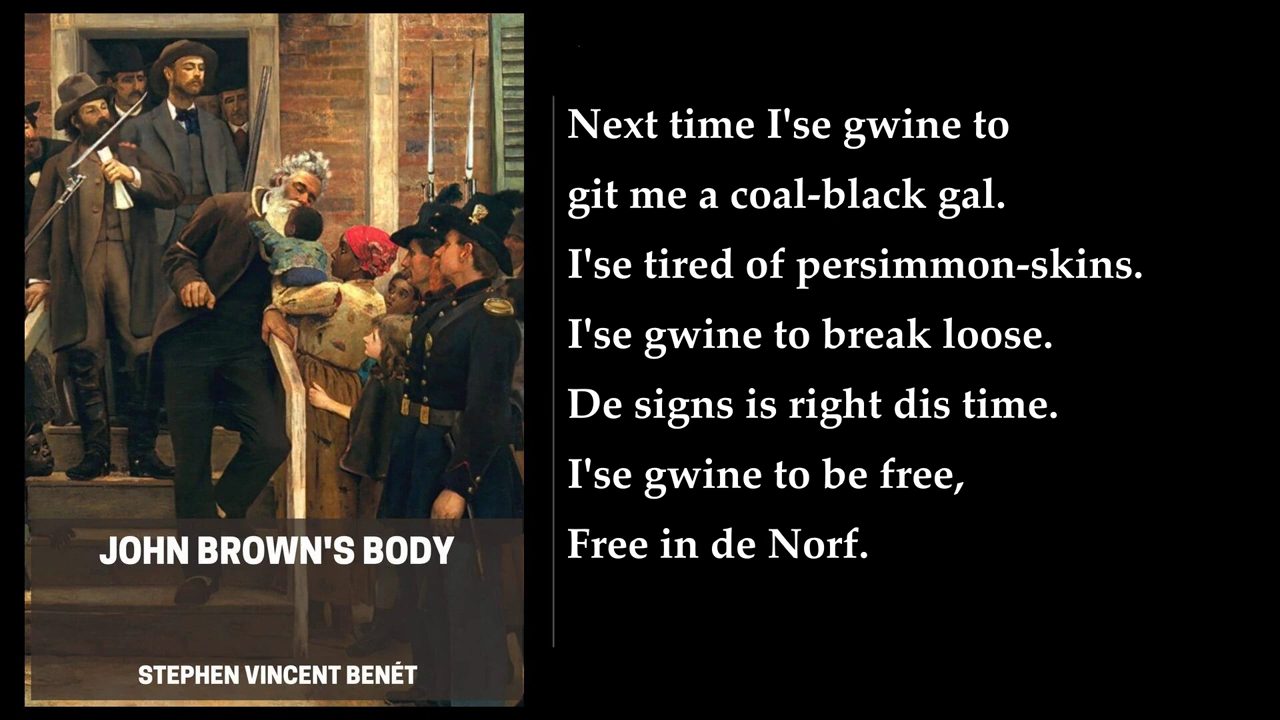 JOHN BROWN'S BODY
STEPHEN VINCENT BENÉT
Next time I'se gwine to
git me a coal-black gal.
I'se tired of persimmon-skins.
I'se gwine to break loose.
De signs is right dis time.
I'se gwine to be free,
Free in de Norf.